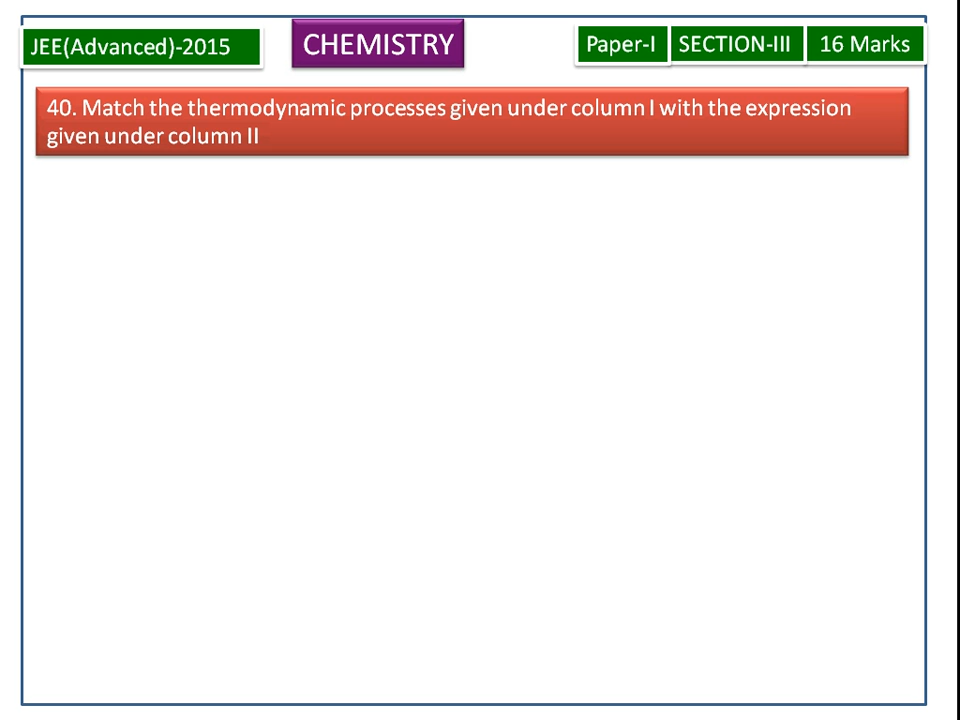 JEE(Advanced)-2015
CHEMISTRY
Paper-I
SECTION-III
16 Marks
40. Match the thermodynamic processes given under column I with the expression
given under column II